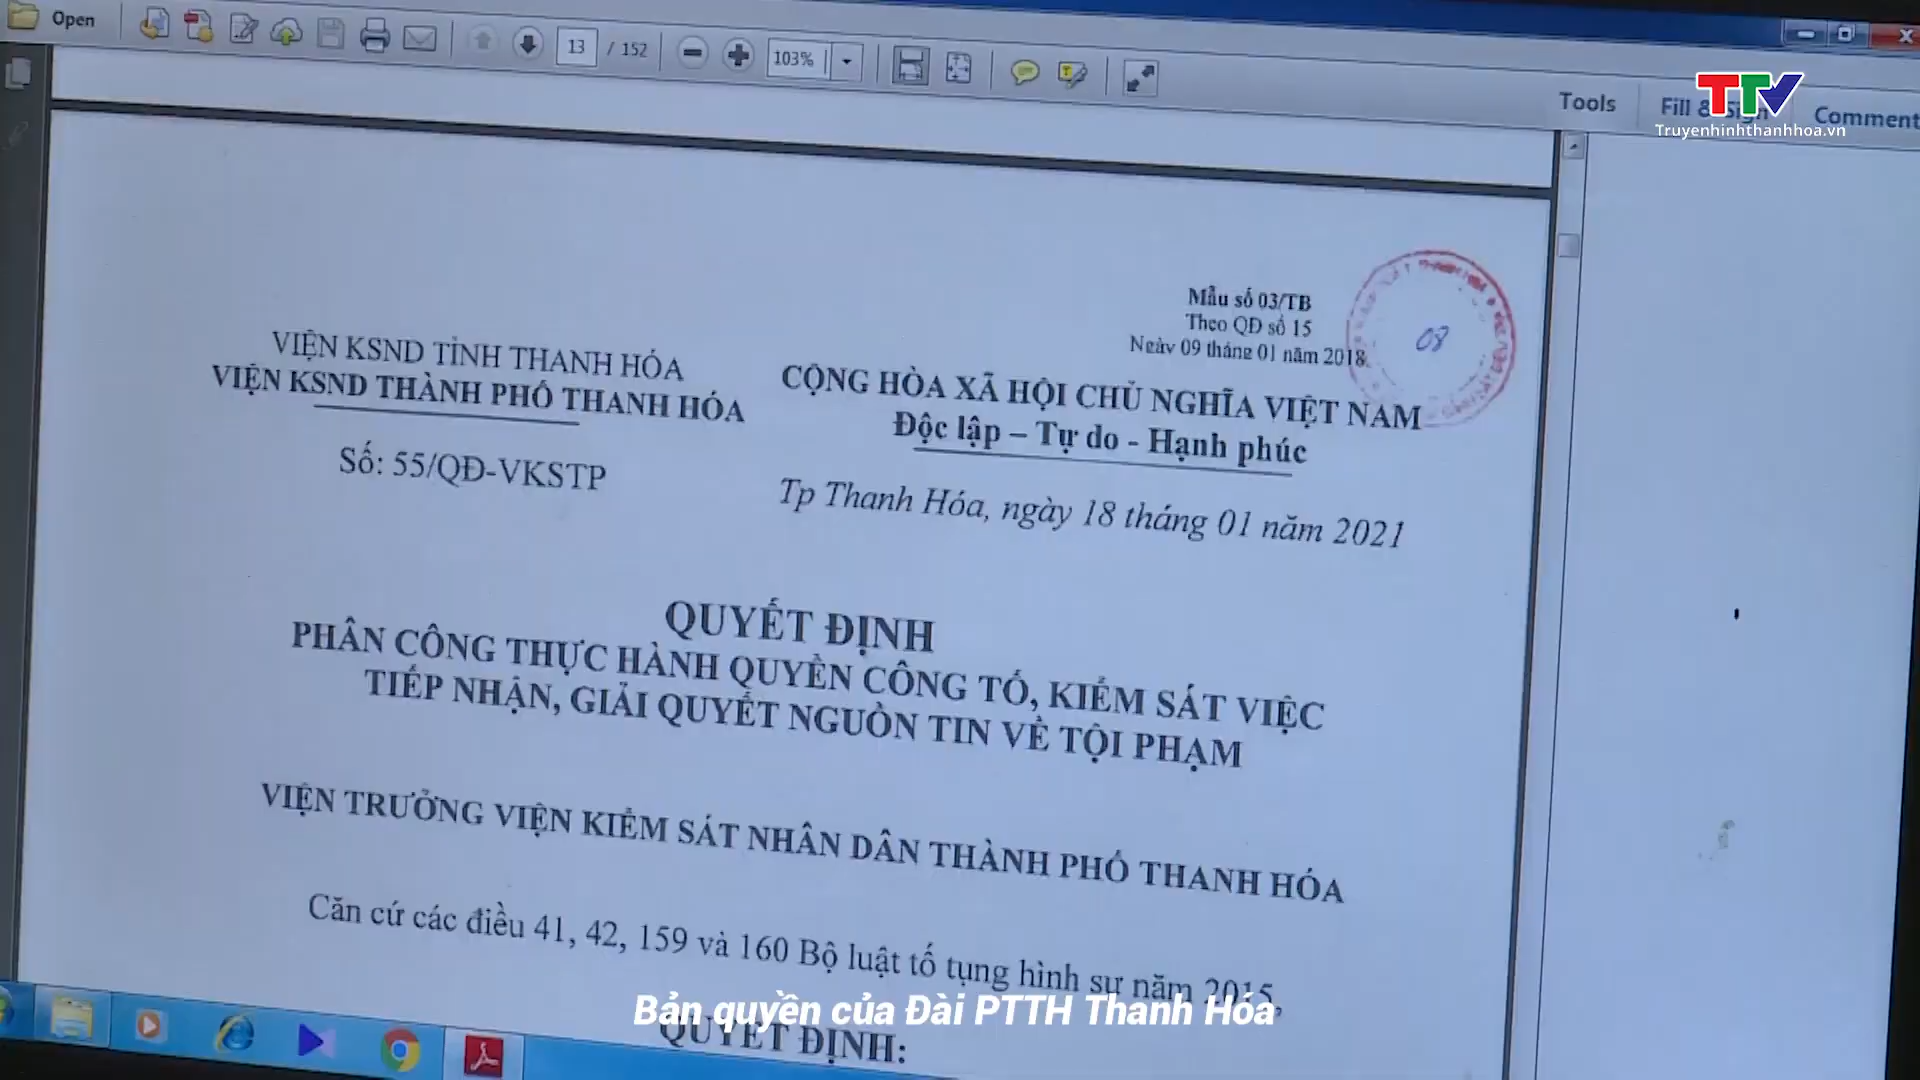 Open
13 / 152
103%
TTV
Tools
Fill & Sign
Comment
Truyenhinhthanhhoa.vn
Mẫu số 03/TB
Theo QĐ số 15
Ngày 09 tháng 01 năm 2018
08
VIỆN KSND TỈNH THANH HÓA
VIỆN KSND THÀNH PHỐ THANH HÓA
CỘNG HÒA XÃ HỘI CHỦ NGHĨA VIỆT NAM
Độc lập – Tự do - Hạnh phúc
Số: 55/QĐ-VKSTP
Tp Thanh Hóa, ngày 18 tháng 01 năm 2021
QUYẾT ĐỊNH
PHÂN CÔNG THỰC HÀNH QUYỀN CÔNG TỐ, KIỂM SÁT VIỆC
TIẾP NHẬN, GIẢI QUYẾT NGUỒN TIN VỀ TỘI PHẠM
VIỆN TRƯỞNG VIỆN KIỂM SÁT NHÂN DÂN THÀNH PHỐ THANH HÓA
Căn cứ các điều 41, 42, 159 và 160 Bộ luật tố tụng hình sự năm 2015,
Bản quyền của Đài PTTH Thanh Hóa
QUYẾT ĐỊNH: